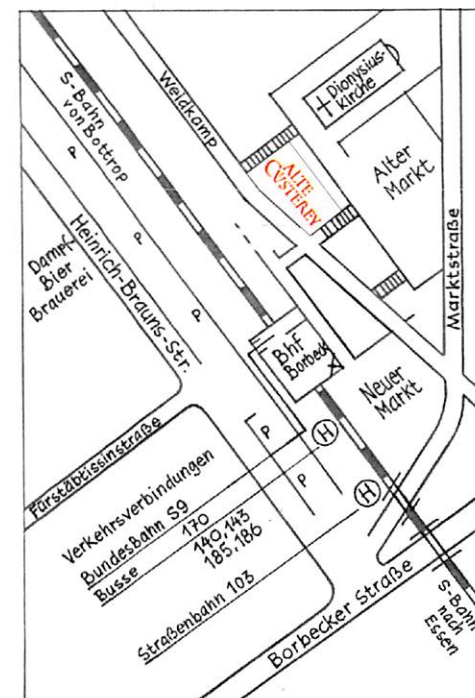 S-Bahn
von Bottrop
Weidkamp
Dionysius-
kirche
ALTE
CVSTEREY
Alter
Markt
Marktstraße
P
P
P
Dampf
Bier
Brauerei
Heinrich-Brauns-Str.
Bhf
Borbeck
Neuer
Markt
P
P
H
H
Fürstäbtissinstraße
Verkehrsverbindungen
Bundesbahn S9
Busse 170
140,143
185,186
Straßenbahn 103
Borbecker Straße
S-Bahn
nach
Essen